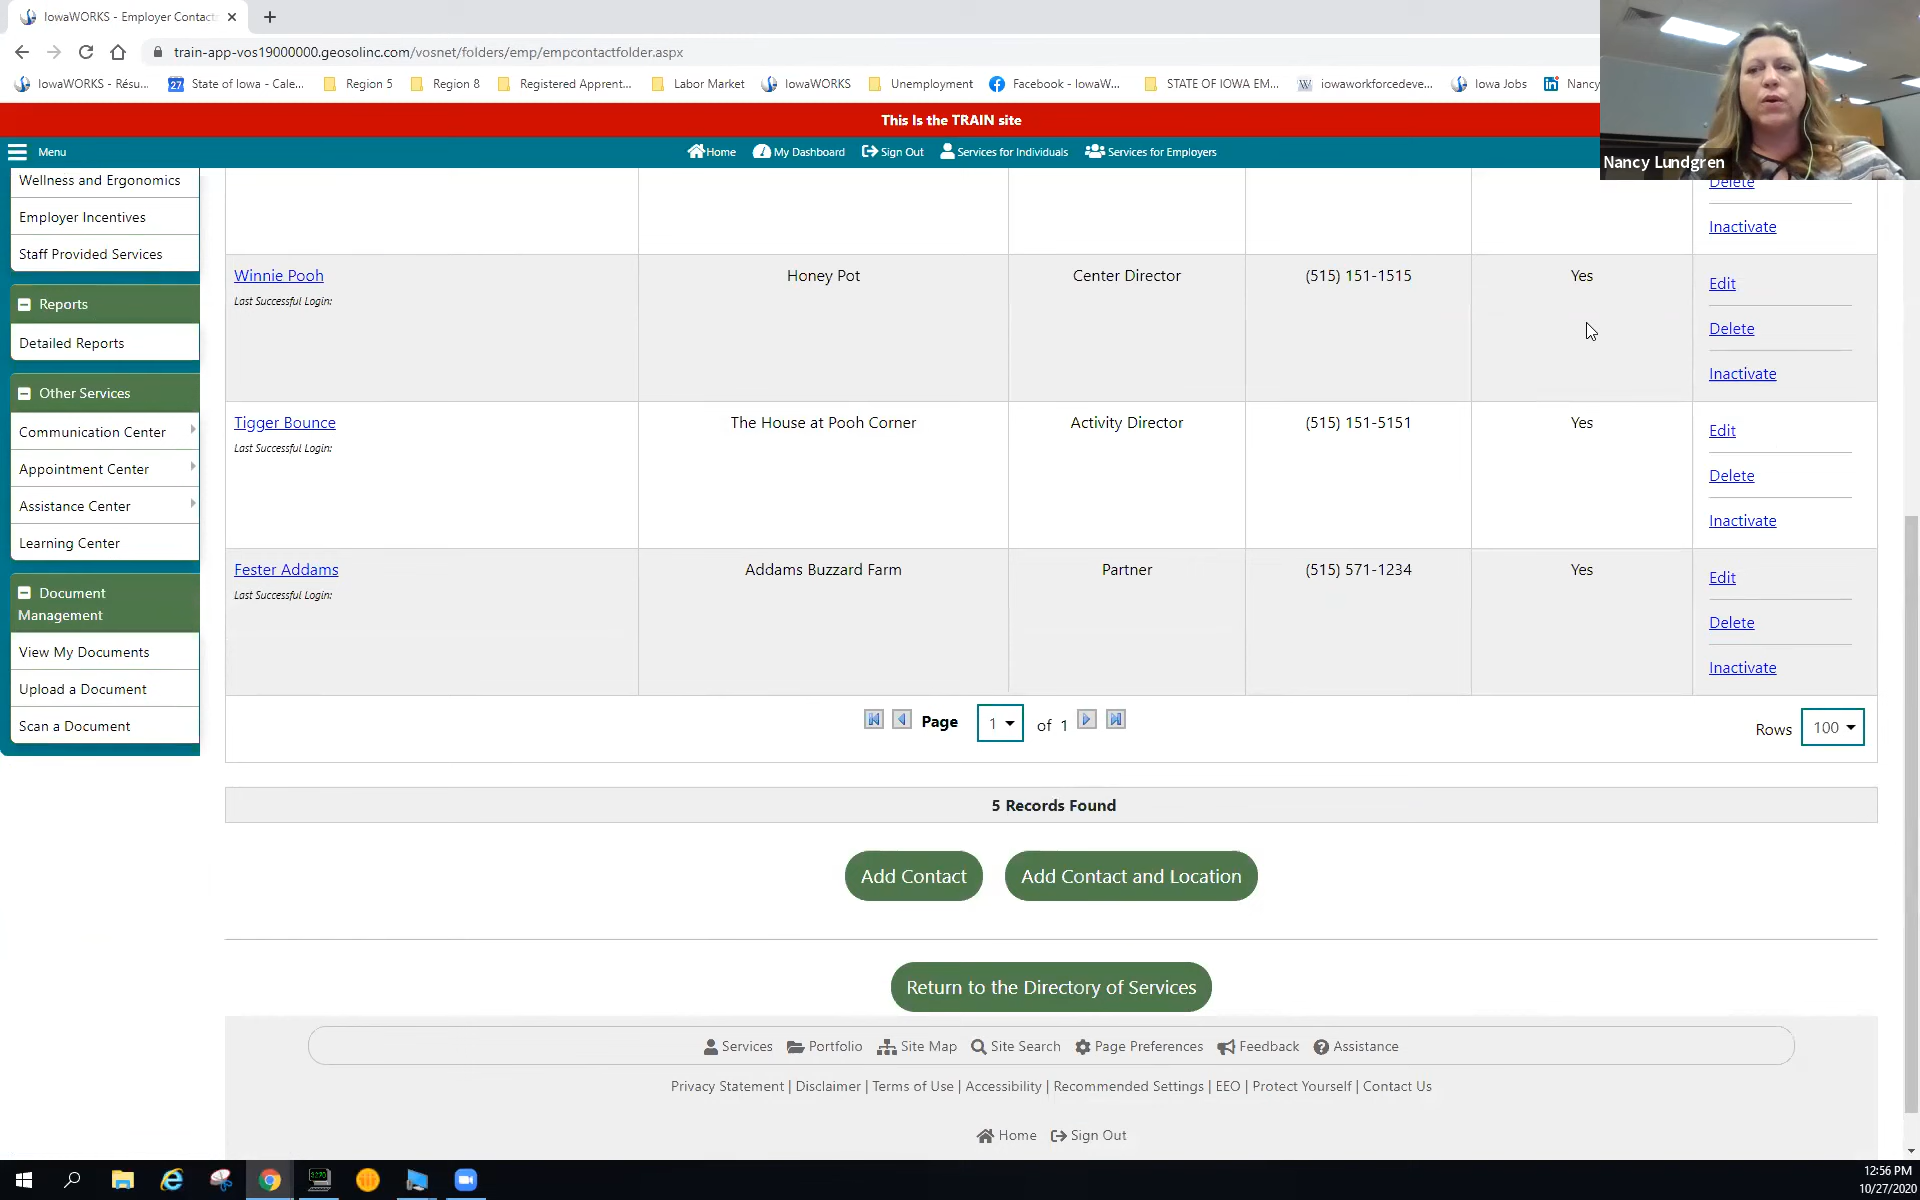 IowaWORKS - Employer Contact
train-app-vos19000000.geosolinc.com/vosnet/folders/emp/empcontactfolder.aspx
IowaWORKS - Résu... State of Iowa - Cale... Region 5 Region 8 Registered Apprent... Labor Market IowaWORKS Unemployment Facebook - IowaW... STATE OF IOWA EM... iowaworkforcedeve... Iowa Jobs Nancy
This Is the TRAIN site
Menu Home My Dashboard Sign Out Services for Individuals Services for Employers
Nancy Lundgren
Wellness and Ergonomics
Delete
Employer Incentives
Inactivate
Staff Provided Services
Winnie Pooh Honey Pot Center Director (515) 151-1515 Yes Edit
Last Successful Login:
Reports
Delete
Detailed Reports
Inactivate
Other Services
Tigger Bounce The House at Pooh Corner Activity Director (515) 151-5151 Yes Edit
Communication Center
Last Successful Login:
Appointment Center
Delete
Assistance Center
Inactivate
Learning Center
Fester Addams Addams Buzzard Farm Partner (515) 571-1234 Yes Edit
Last Successful Login:
Document
Management
Delete
View My Documents
Inactivate
Upload a Document
Scan a Document
Page 1 of 1 Rows 100
5 Records Found
Add Contact Add Contact and Location
Return to the Directory of Services
Services Portfolio Site Map Site Search Page Preferences Feedback Assistance
Privacy Statement | Disclaimer | Terms of Use | Accessibility | Recommended Settings | EEO | Protect Yourself | Contact Us
Home Sign Out
12:56 PM
10/27/2020